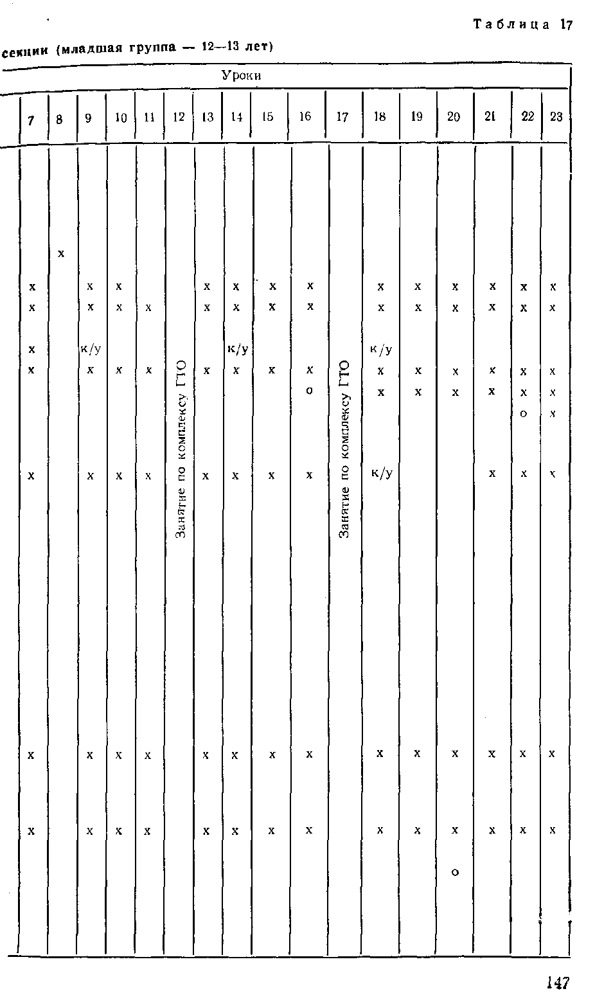 Таблица 17
секции (младшая группа — 12—13 лет)
Уроки
7 8 9 10 11 12 13 14 15 16 17 18 19 20 21 22 23
х
х х х х х х х х х х х х х
х х х х х х х х х х х х х х
х к/у к/у к/у
х х х х х х х х х х х х х х
о х х х х х х
о х
х х х х х х х х к/у х х х
Занятие по комплексу ГТО
Занятие по комплексу ГТО
х х х х х х х х х х х х х х
х х х х х х х х х х х х х х
о
147